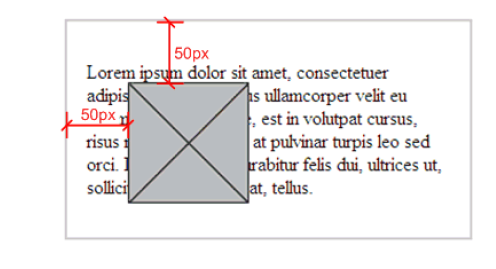 50px
Lorem ipsum dolor sit amet, consectetuer
adipis us ullamcorper velit eu
50px , est in volutpat cursus,
risus at pulvinar turpis leo sed
orci. rabitur felis dui, ultrices ut,
sollici at, tellus.